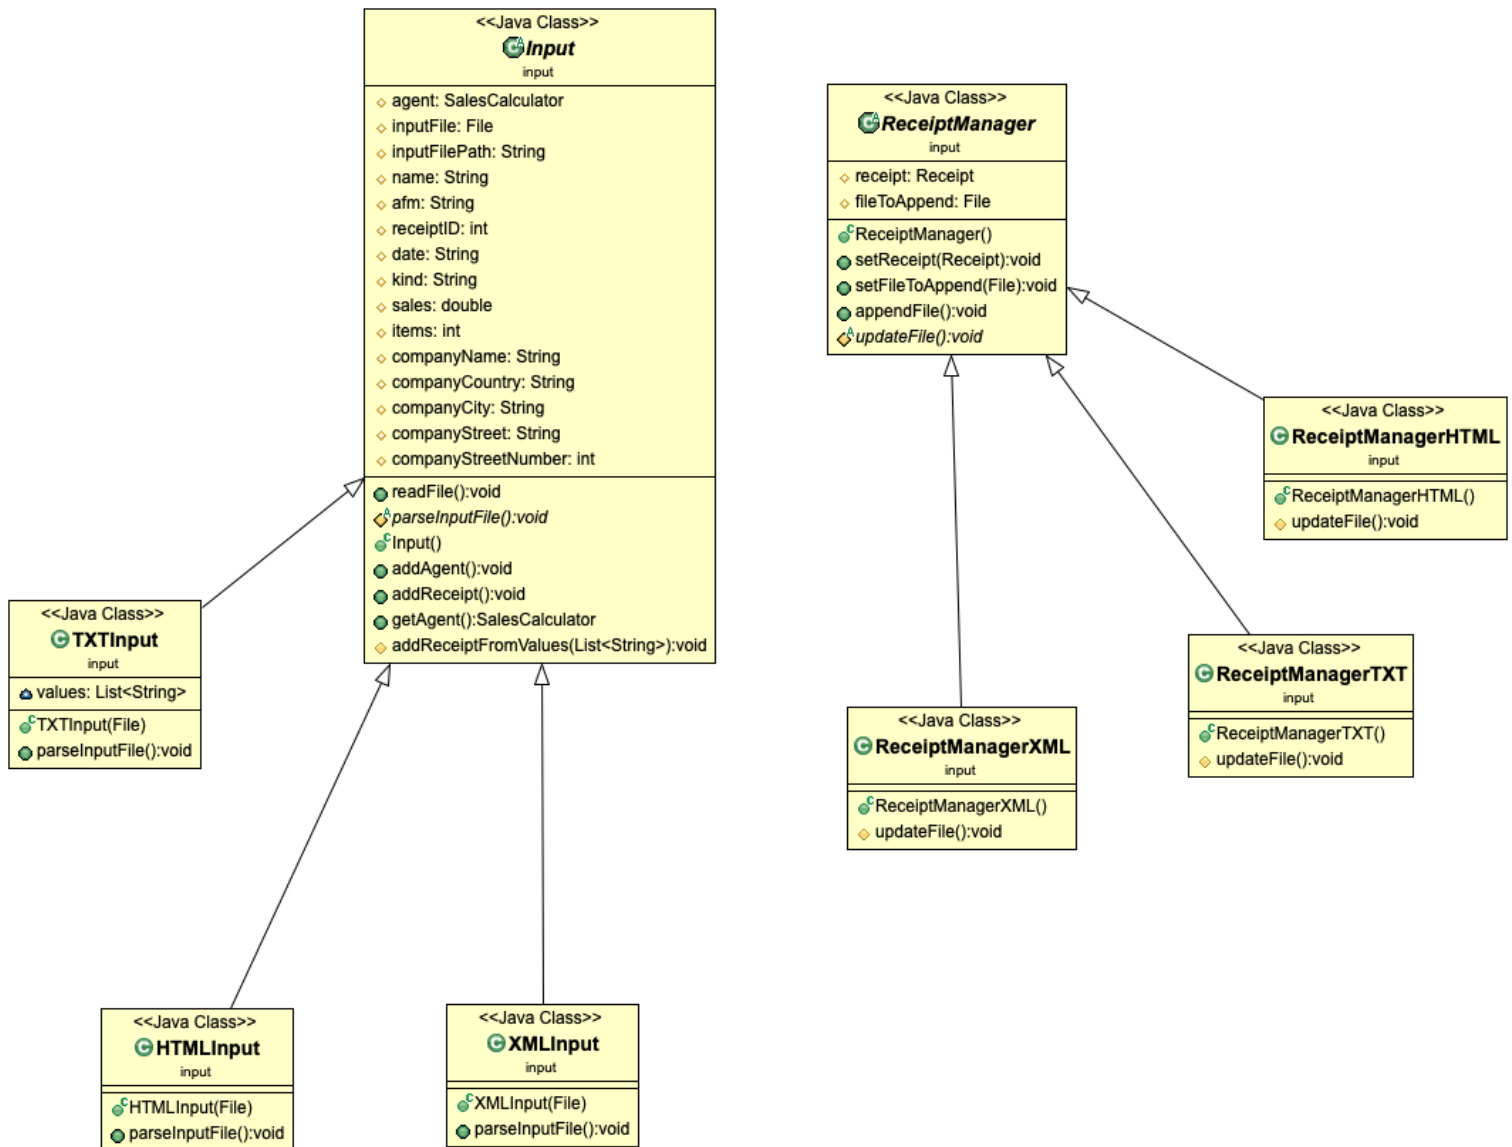 <<Java Class>>
Input
input
agent: SalesCalculator
inputFile: File
inputFilePath: String
name: String
afm: String
receiptID: int
date: String
kind: String
sales: double
items: int
companyName: String
companyCountry: String
companyCity: String
companyStreet: String
companyStreetNumber: int
readFile():void
parseInputFile():void
Input()
addAgent():void
addReceipt():void
getAgent():SalesCalculator
addReceiptFromValues(List<String>):void
<<Java Class>>
ReceiptManager
input
receipt: Receipt
fileToAppend: File
ReceiptManager()
setReceipt(Receipt):void
setFileToAppend(File):void
appendFile():void
updateFile():void
<<Java Class>>
ReceiptManagerHTML
input
ReceiptManagerHTML()
updateFile():void
<<Java Class>>
TXTInput
input
values: List<String>
TXTInput(File)
parseInputFile():void
<<Java Class>>
ReceiptManagerTXT
input
ReceiptManagerTXT()
updateFile():void
<<Java Class>>
ReceiptManagerXML
input
ReceiptManagerXML()
updateFile():void
<<Java Class>>
HTMLInput
input
HTMLInput(File)
parseInputFile():void
<<Java Class>>
XMLInput
input
XMLInput(File)
parseInputFile():void